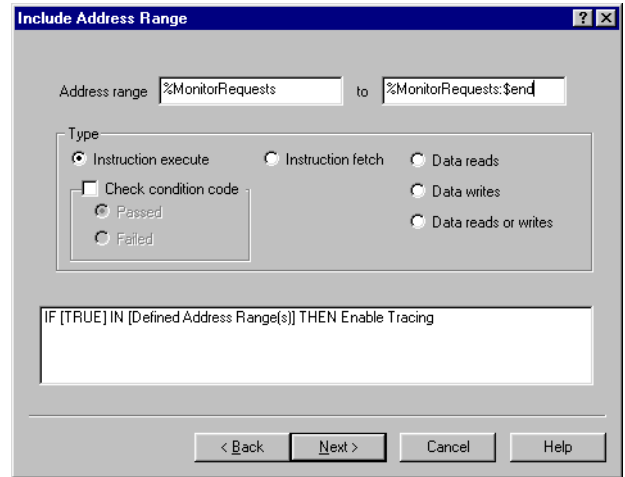 Include Address Range
Address range %MonitorRequests to %MonitorRequests:$end
Type
Instruction execute Instruction fetch Data reads
Check condition code Data writes
Passed Data reads or writes
Failed
IF [TRUE] IN [Defined Address Range(s)] THEN Enable Tracing
< Back Next > Cancel Help